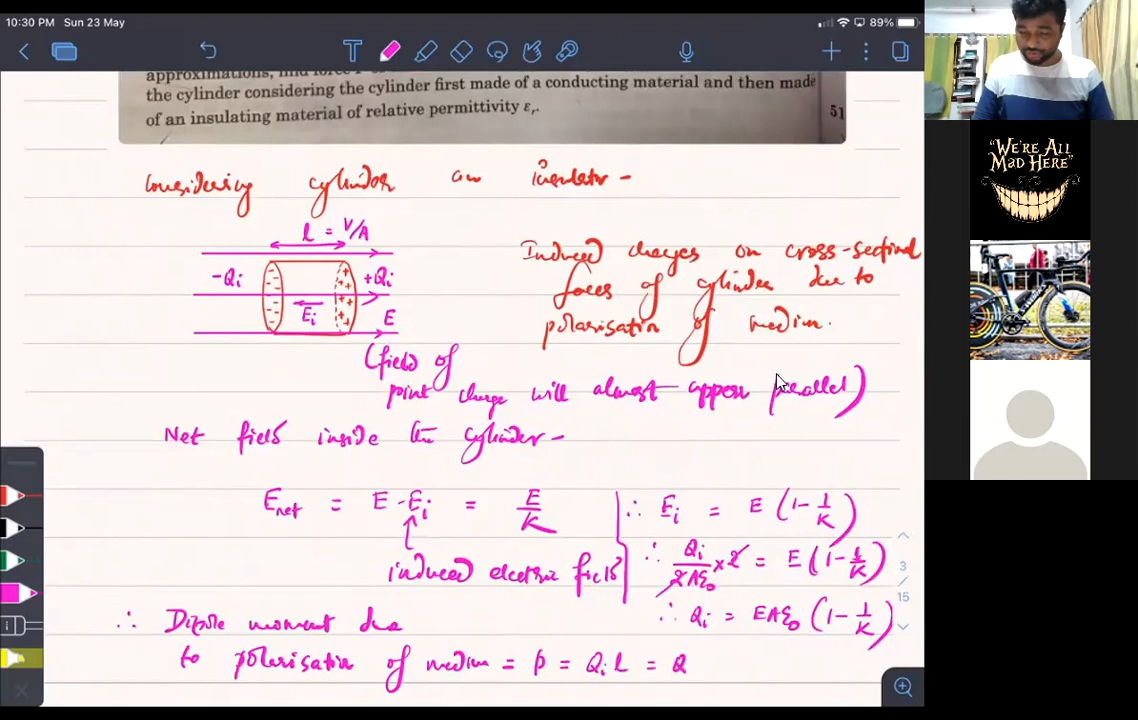 10:30 PM Sun 23 May
89%
the cylinder considering the cylinder first made of a conducting material and then made
of an insulating material of relative permittivity εr.
51
Considering cylinder as insulator -
l = V/A
-Qi +Qi
Ei
E
Induced charges on cross-sectional
faces of cylinder due to
polarisation of medium.
(field of
point charge will almost appear parallel)
Net field inside the cylinder -
Enet = E - Ei = E/K
induced electric field
∴ Ei = E (1 - 1/K)
∴ Qi/2Aε0 × 2 = E (1 - 1/K)
∴ Qi = EAε0 (1 - 1/K)
∴ Dipole moment due
to polarisation of medium = p = Qi l = Q
3
15
"WE'RE ALL
MAD HERE"